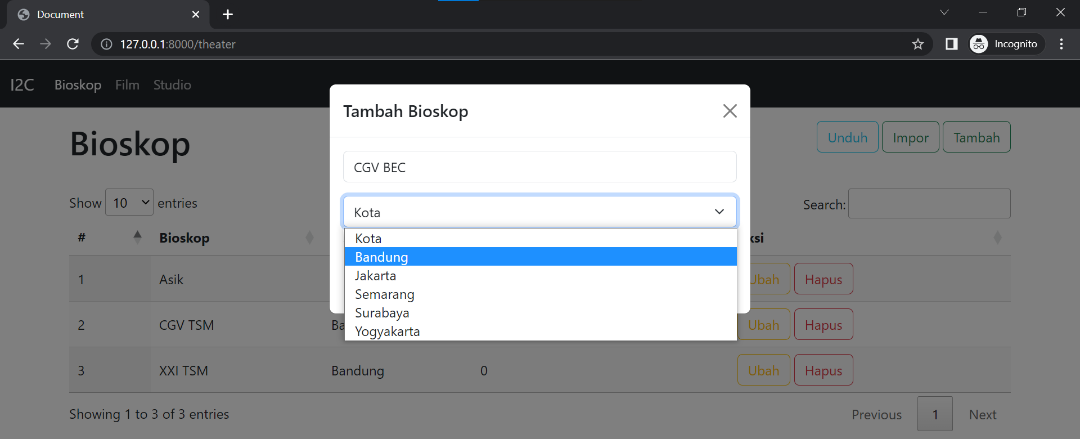 Document
127.0.0.1:8000/theater
Incognito
I2C Bioskop Film Studio
Tambah Bioskop
Bioskop
Unduh Impor Tambah
CGV BEC
Show 10 entries
Search:
Kota
# Bioskop ksi
Kota
Bandung
Jakarta
Semarang
Surabaya
Yogyakarta
1 Asik Ubah Hapus
2 CGV TSM Ba Ubah Hapus
3 XXI TSM Bandung 0 Ubah Hapus
Showing 1 to 3 of 3 entries
Previous 1 Next